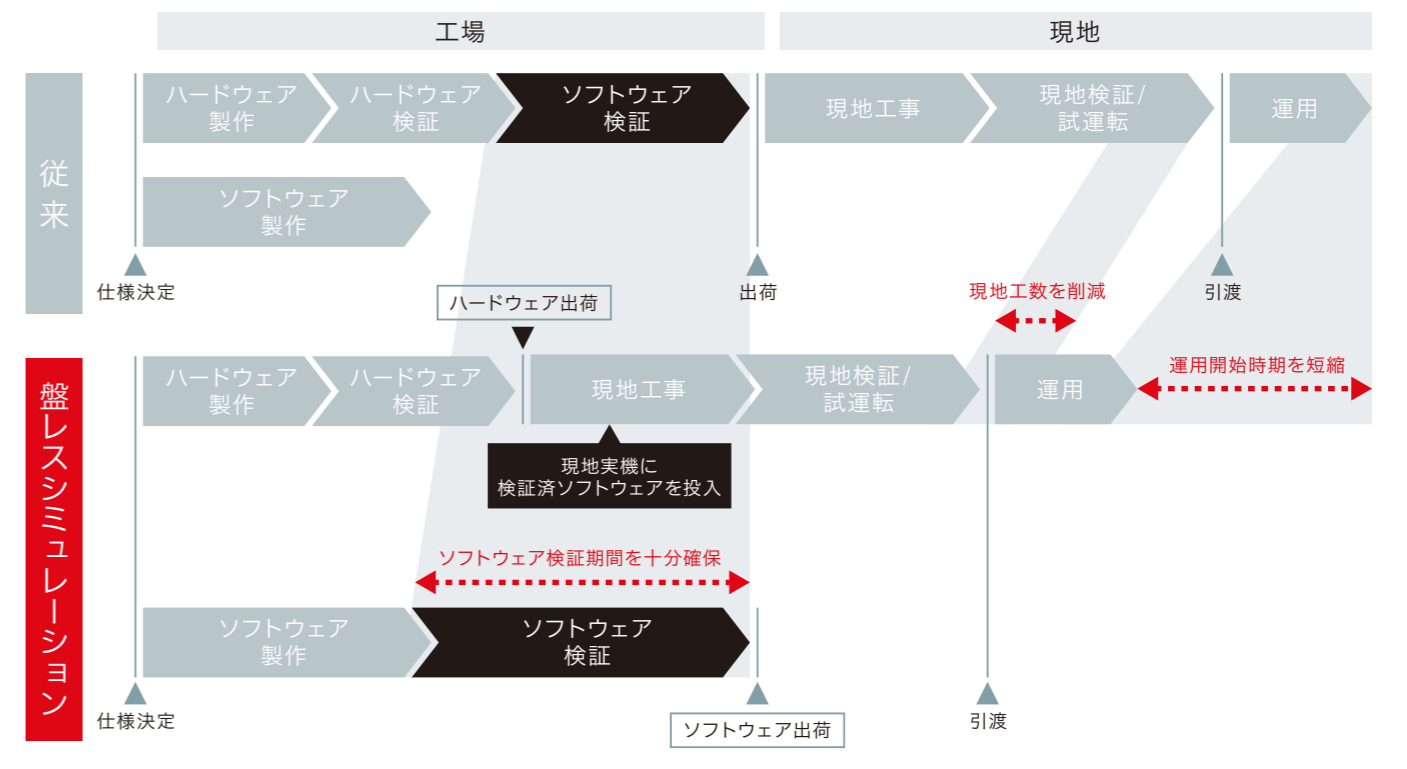 工場
現地
従来
ハードウェア
製作
ハードウェア
検証
ソフトウェア
検証
現地工事
現地検証/
試運転
運用
ソフトウェア
製作
仕様決定
出荷
引渡
ハードウェア出荷
現地工数を削減
運用開始時期を短縮
盤レスシミュレーション
ハードウェア
製作
ハードウェア
検証
現地工事
現地検証/
試運転
運用
現地実機に
検証済ソフトウェアを投入
ソフトウェア検証期間を十分確保
ソフトウェア
製作
ソフトウェア
検証
仕様決定
ソフトウェア出荷
引渡